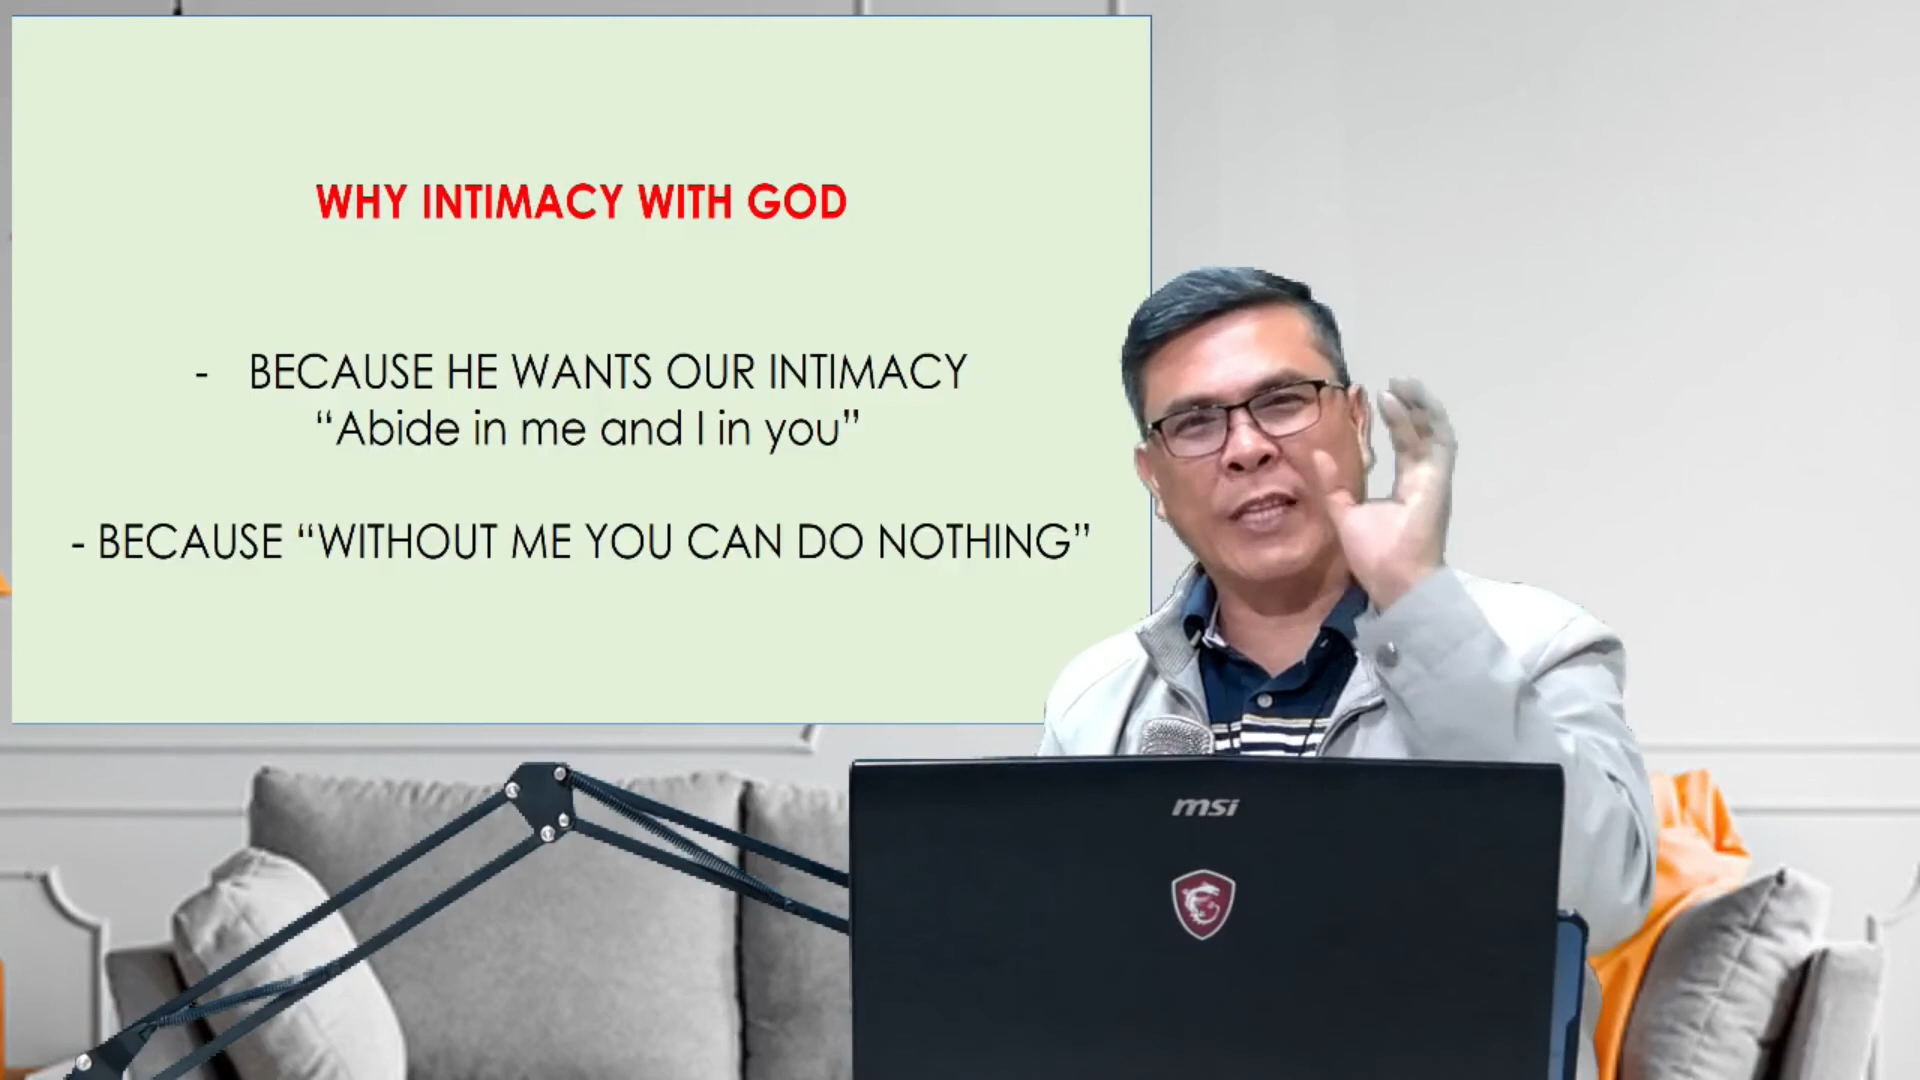 WHY INTIMACY WITH GOD
- BECAUSE HE WANTS OUR INTIMACY
“Abide in me and I in you”
- BECAUSE “WITHOUT ME YOU CAN DO NOTHING”
msi